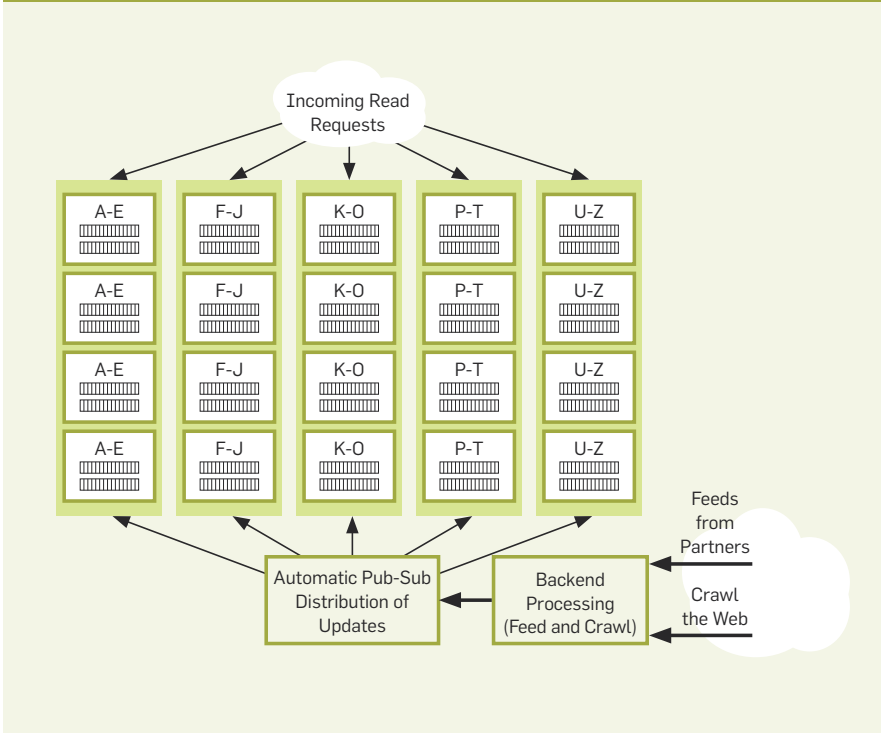 Incoming Read
Requests
A-E
F-J
K-O
P-T
U-Z
A-E
F-J
K-O
P-T
U-Z
A-E
F-J
K-O
P-T
U-Z
A-E
F-J
K-O
P-T
U-Z
Feeds
from
Partners
Automatic Pub-Sub
Distribution of
Updates
Backend
Processing
(Feed and Crawl)
Crawl
the Web